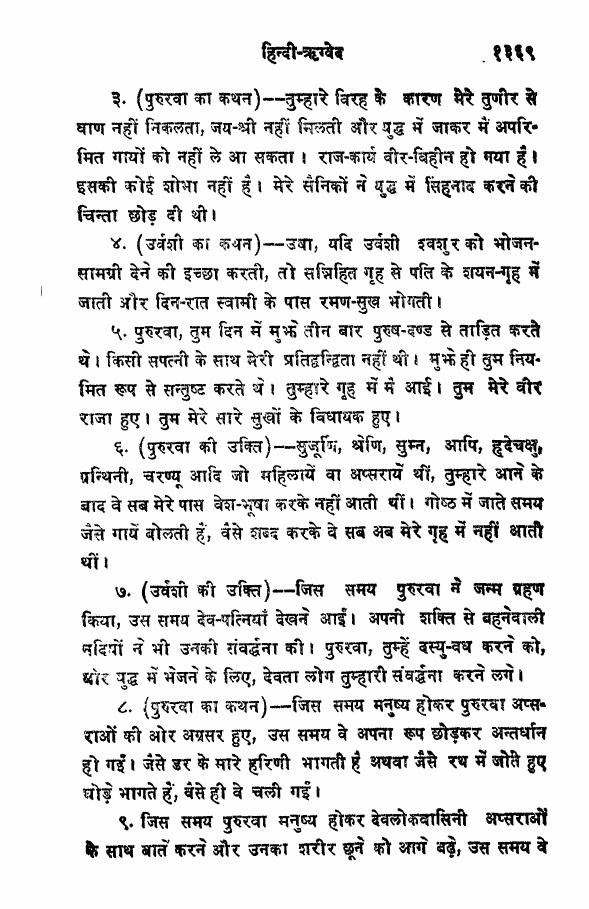 हिन्दी-ऋग्वेद १३६९
३. (पुरुरवा का कथन)--तुम्हारे विरह के कारण मेरे तुणीर से
बाण नहीं निकलता, जय-श्री नहीं मिलती और युद्ध में जाकर में अपरि-
मित गायों को नहीं ले आ सकता। राज-कार्य वीर-विहीन हो गया है।
इसकी कोई शोभा नहीं है। मेरे सैनिकों ने युद्ध में सिंहनाद करने की
चिन्ता छोड़ दी थी।
४. (उर्वशी का कथन)--उषा, यदि उर्वशी श्वशुर को भोजन-
सामग्री देने की इच्छा करती, तो सन्निहित गृह से पति के शयन-गृह में
जाती और दिन-रात स्वामी के पास रमण-सुख भोगती।
५. पुरुरवा, तुम दिन में मुझे तीन बार पुरुष-दण्ड से ताड़ित करते
थे। किसी सपत्नी के साथ मेरी प्रतिद्वन्द्विता नहीं थी। मुझे ही तुम निय-
मित रूप से सन्तुष्ट करते थे। तुम्हारे गृह में मै आई। तुम मेरे वीर
राजा हुए। तुम मेरे सारे सुखों के विधायक हुए।
६. (पुरुरवा की उक्ति)--सुर्जूणि, श्रेणि, सुम्न, आपि, हृदेचक्षु,
ग्रन्थिनी, चरण्यू आदि जो महिलायें वा अप्सरायें थीं, तुम्हारे आने के
बाद वे सब मेरे पास वेश-भूषा करके नहीं आती थीं। गोष्ठ में जाते समय
जैसे गायें बोलती हैं, वैसे शब्द करके वे सब अब मेरे गृह में नहीं आती
थीं।
७. (उर्वशी की उक्ति)--जिस समय पुरुरवा ने जन्म ग्रहण
किया, उस समय देव-पत्नियाँ देखने आईं। अपनी शक्ति से बहनेवाली
नदियों ने भी उनकी संवर्द्धना की। पुरुरवा, तुम्हें दस्यु-वध करने को,
घोर युद्ध में भेजने के लिए, देवता लोग तुम्हारी संवर्द्धना करने लगे।
८. (पुरुरवा का कथन)--जिस समय मनुष्य होकर पुरुरवा अप्स-
राओं की ओर अग्रसर हुए, उस समय वे अपना रूप छोड़कर अन्तर्धान
हो गईं। जैसे डर के मारे हरिणी भागती है अथवा जैसे रथ में जोते हुए
घोड़े भागते हैं, वैसे ही वे चली गईं।
९. जिस समय पुरुरवा मनुष्य होकर देवलोकवासिनी अप्सराओं
के साथ बातें करने और उनका शरीर छूने को आगे बढ़े, उस समय वे